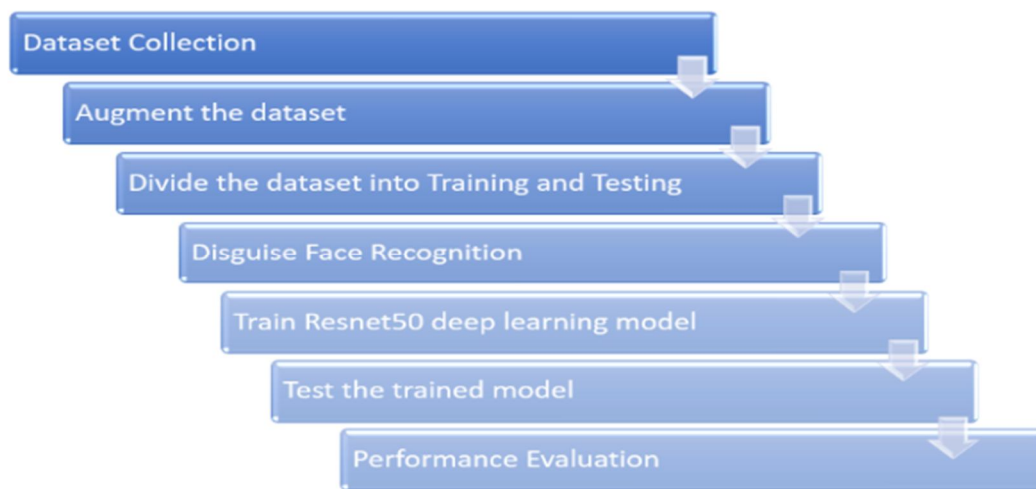 Dataset Collection
Augment the dataset
Divide the dataset into Training and Testing
Disguise Face Recognition
Train Resnet50 deep learning model
Test the trained model
Performance Evaluation